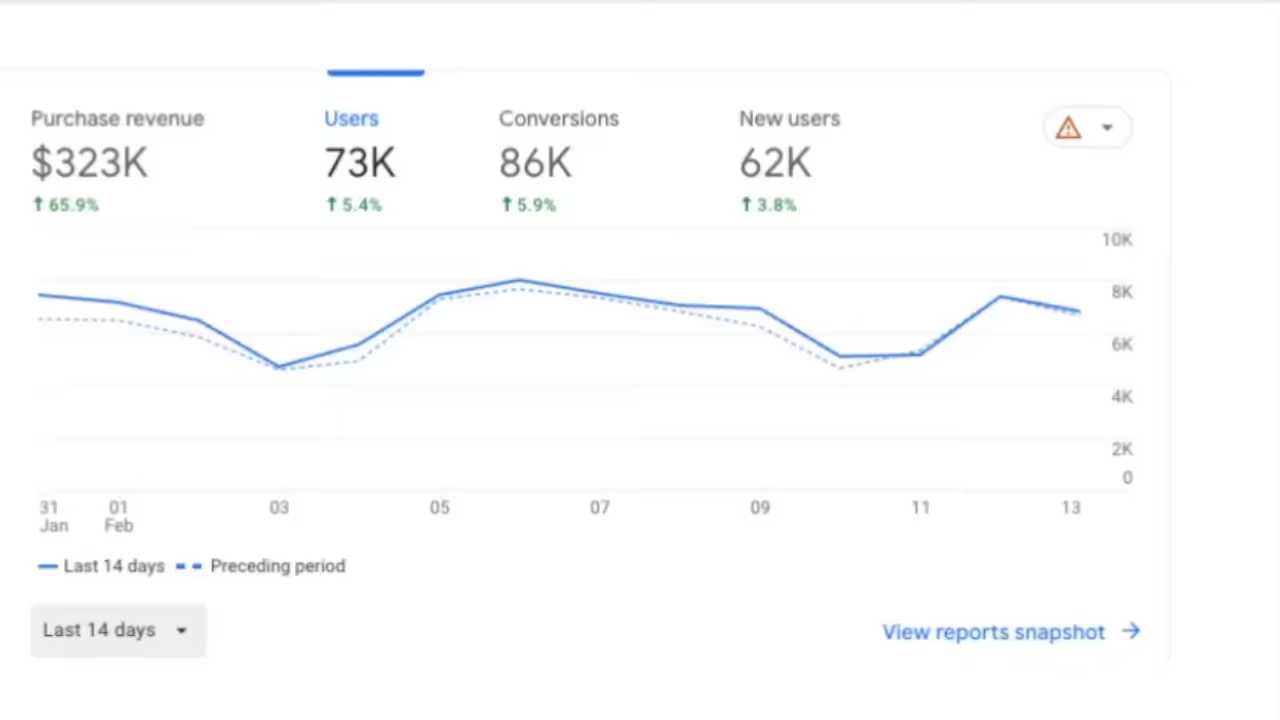 Purchase revenue Users Conversions New users
$323K 73K 86K 62K
↑ 65.9% ↑ 5.4% ↑ 5.9% ↑ 3.8%
10K
8K
6K
4K
2K
0
31 01 03 05 07 09 11 13
Jan Feb
Last 14 days Preceding period
Last 14 days
View reports snapshot →